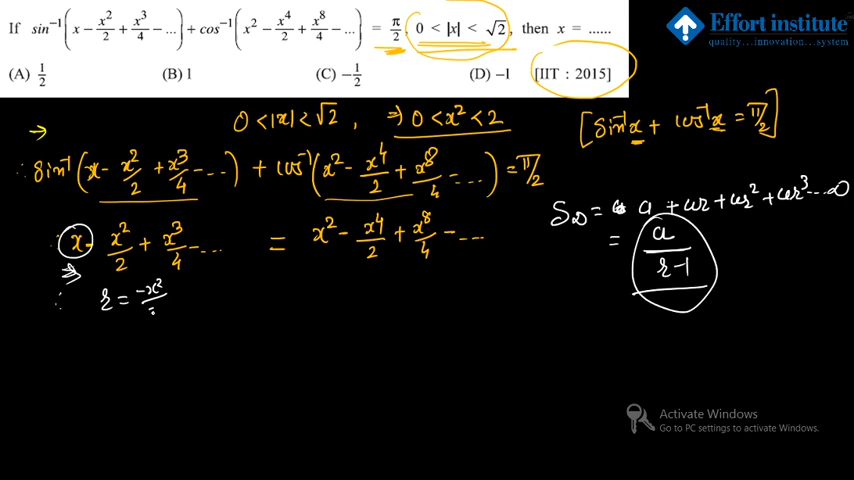 If sin⁻¹(x − x²/2 + x³/4 − ...) + cos⁻¹(x² − x⁴/2 + x⁸/4 − ...) = π/2, 0 < |x| < √2, then x = ......
(A) 1/2 (B) 1 (C) −1/2 (D) −1 [IIT : 2015]
Effort institute
quality...innovation...system
→ 0 < |x| < √2, ⇒ 0 < x² < 2
[sin⁻¹x + cos⁻¹x = π/2]
∴ sin⁻¹(x − x²/2 + x³/4 − ...) + cos⁻¹(x² − x⁴/2 + x⁸/4 − ...) = π/2
S∞ = a + ar + ar² + ar³ ... ∞
= a/(r−1)
∴ x − x²/2 + x³/4 − ... = x² − x⁴/2 + x⁸/4 − ...
⇒
∴ r = −x²/
Activate Windows
Go to PC settings to activate Windows.